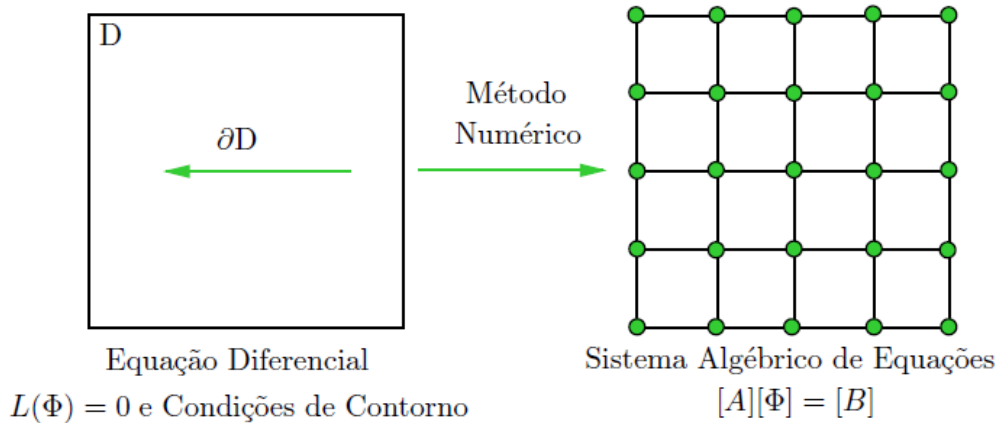 D
∂D
Método
Numérico
Equação Diferencial
L(Φ) = 0 e Condições de Contorno
Sistema Algébrico de Equações
[A][Φ] = [B]